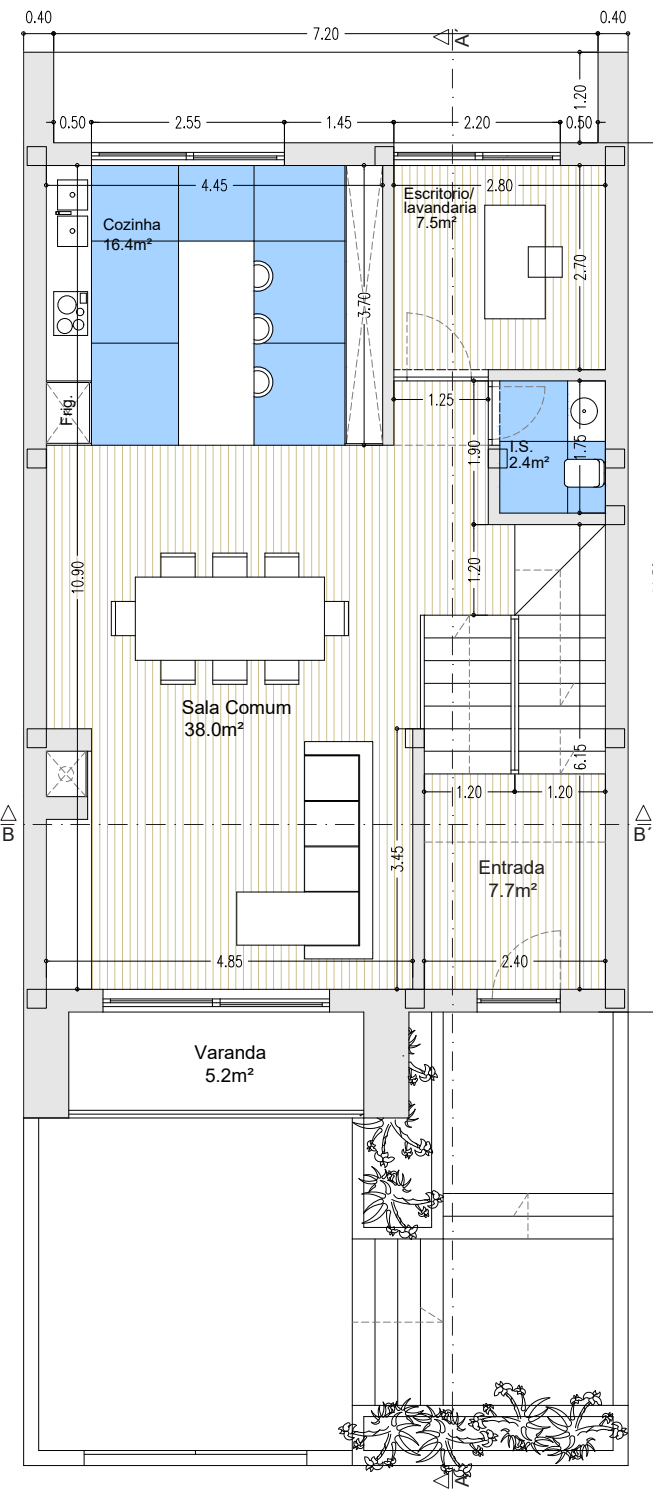 0.40
7.20
0.40
A´
1.20
0.50
2.55
1.45
2.20
0.50
4.45
2.80
Cozinha
16.4m²
Escritorio/
lavandaria
7.5m²
2.70
3.70
Frig.
1.25
1.90
I.S.
2.4m²
1.75
10.90
1.20
Sala Comum
38.0m²
6.15
1.20
1.20
B
B´
3.45
Entrada
7.7m²
4.85
2.40
Varanda
5.2m²
A